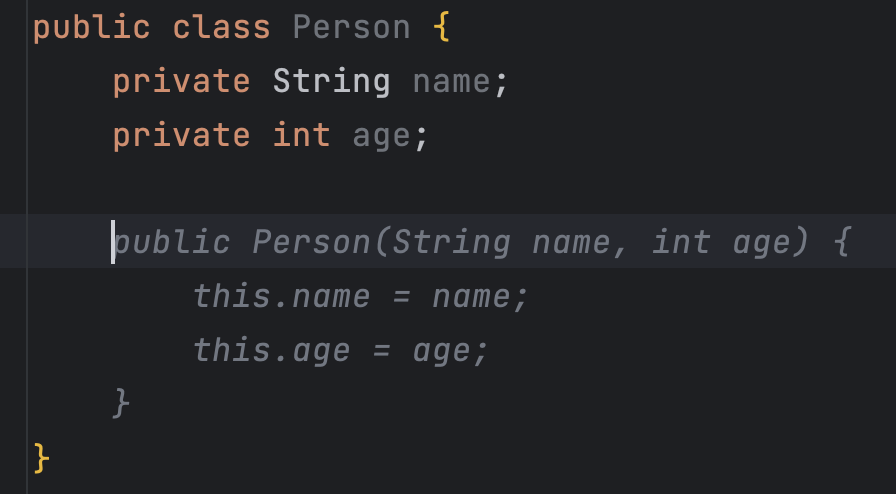 public class Person {
private String name;
private int age;
public Person(String name, int age) {
this.name = name;
this.age = age;
}
}